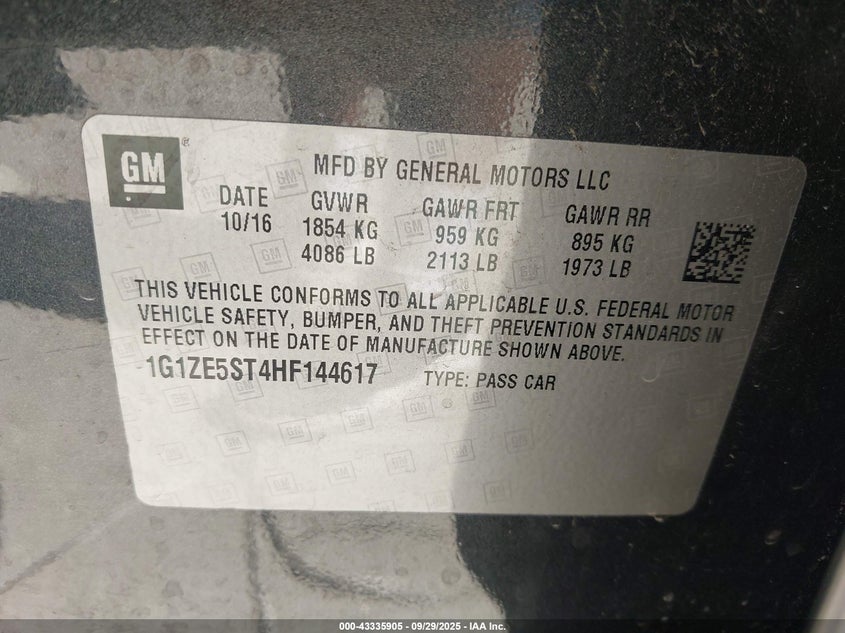 GM
MFD BY GENERAL MOTORS LLC
DATE GVWR GAWR FRT GAWR RR
10/16 1854 KG 959 KG 895 KG
4086 LB 2113 LB 1973 LB
THIS VEHICLE CONFORMS TO ALL APPLICABLE U.S. FEDERAL MOTOR
VEHICLE SAFETY, BUMPER, AND THEFT PREVENTION STANDARDS IN
EFFECT ON THE DATE OF MANUFACTURE SHOWN ABOVE.
1G1ZE5ST4HF144617 TYPE: PASS CAR
000-43335905 - 09/29/2025 - IAA Inc.